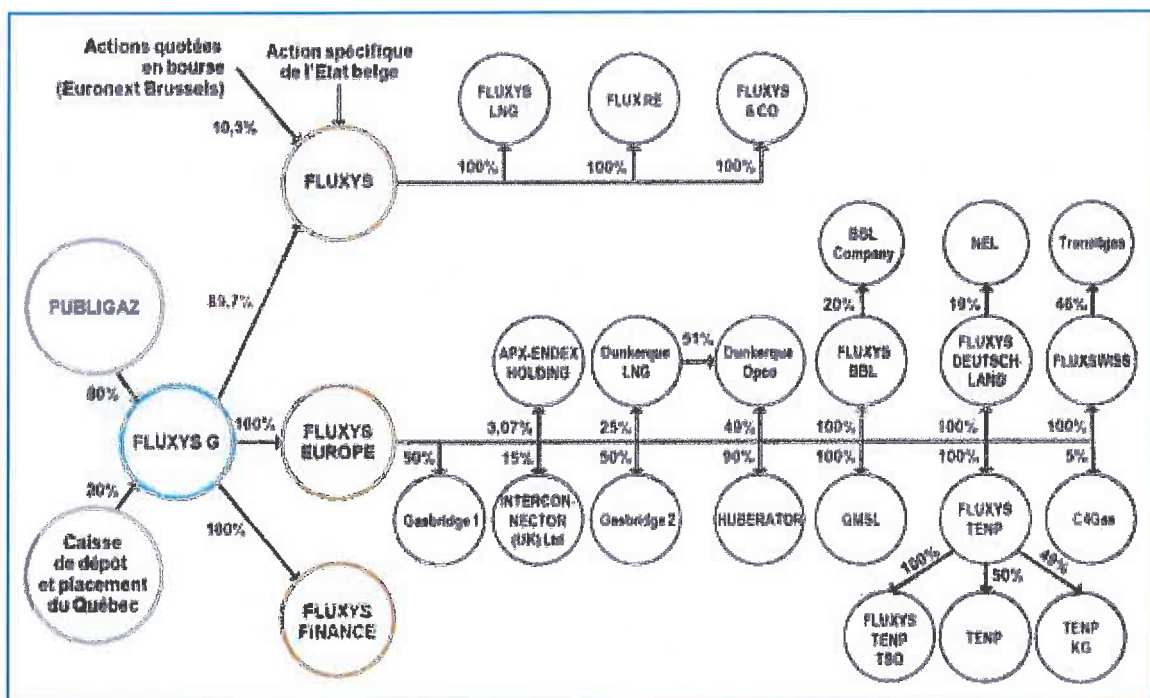 Actions quotées
en bourse
(Euronext Brussels)
Action spécifique
de l'Etat belge
10,3%
FLUXYS
FLUXYS
LNG
FLUX RE
FLUXYS
& CO
100%
100%
100%
89,7%
PUBLIGAZ
80%
FLUXYS G
20%
Caisse
de dépôt
et placement
du Québec
100%
FLUXYS
EUROPE
100%
FLUXYS
FINANCE
BBL
Company
NEL
Transitgas
20%
19%
46%
APX-ENDEX
HOLDING
Dunkerque
LNG
51%
Dunkerque
Opco
FLUXYS
BBL
FLUXYS
DEUTSCH-
LAND
FLUXSWISS
3,07%
25%
49%
100%
100%
100%
50%
15%
50%
90%
100%
100%
5%
Gasbridge 1
INTERCON-
NECTOR
(UK) Ltd
Gasbridge 2
HUBERATOR
GMSL
FLUXYS
TENP
C4Gas
100%
50%
49%
FLUXYS
TENP
TSO
TENP
TENP
KG